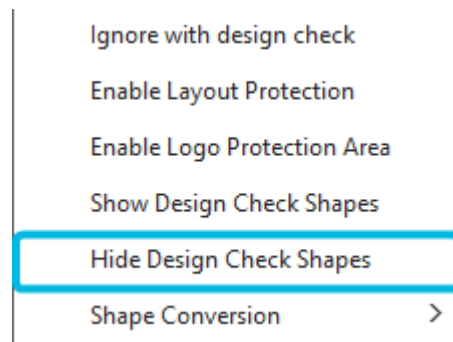 Ignore with design check
Enable Layout Protection
Enable Logo Protection Area
Show Design Check Shapes
Hide Design Check Shapes
Shape Conversion